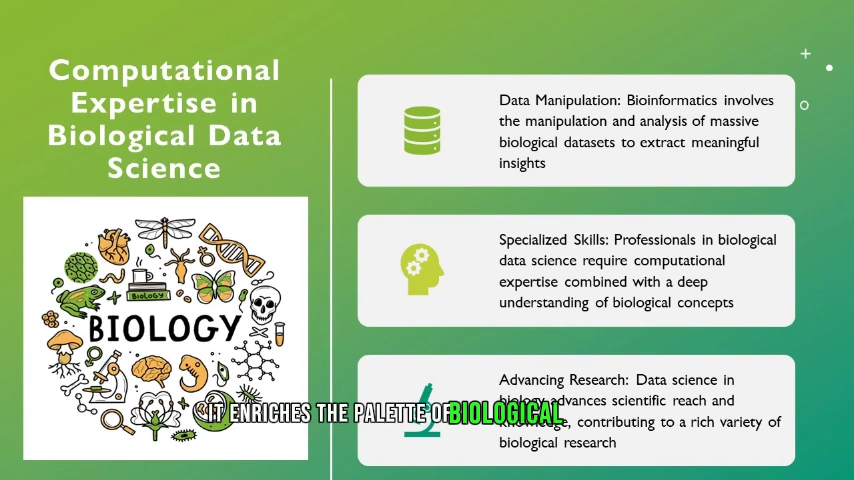 Computational
Expertise in
Biological Data
Science
BIOLOGY
BIOLOGY
Data Manipulation: Bioinformatics involves
the manipulation and analysis of massive
biological datasets to extract meaningful
insights
Specialized Skills: Professionals in biological
data science require computational
expertise combined with a deep
understanding of biological concepts
Advancing Research: Data science in
biology advances scientific reach and
knowledge, contributing to a rich variety of
biological research
IT ENRICHES THE PALETTE OF BIOLOGICAL